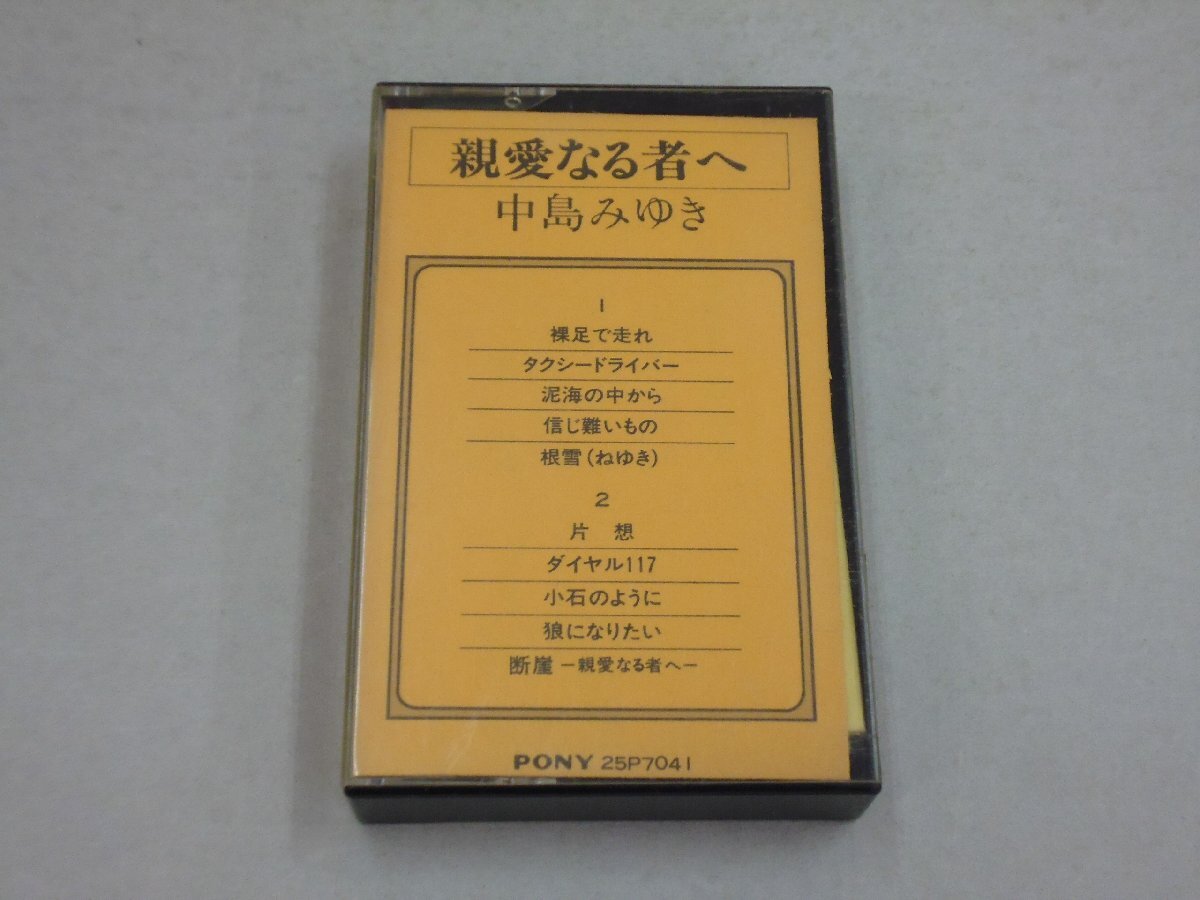 親愛なる者へ
中島みゆき
1
裸足で走れ
タクシードライバー
泥海の中から
信じ難いもの
根雪(ねゆき)
2
片 想
ダイヤル117
小石のように
狼になりたい
断崖－親愛なる者へ－
PONY 25P7041